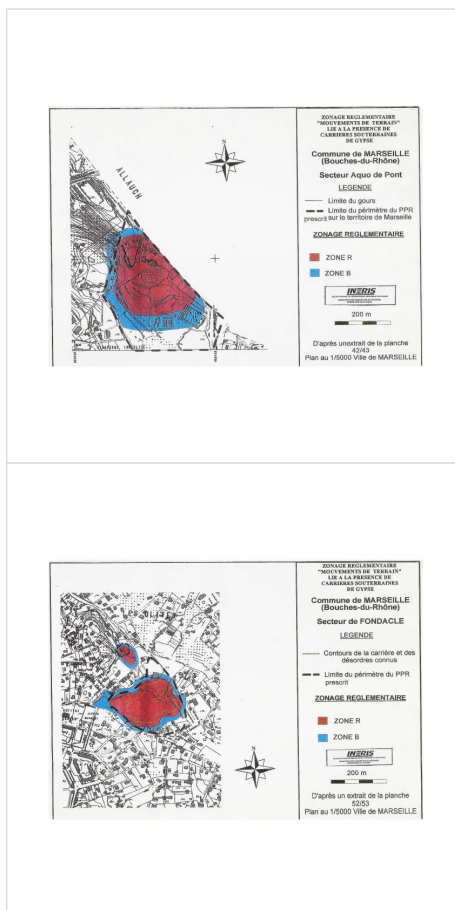 ZONAGE REGLEMENTAIRE
"MOUVEMENTS DE TERRAIN"
LIE A LA PRESENCE DE
CARRIERES SOUTERRAINES
DE GYPSE
Commune de MARSEILLE
(Bouches-du-Rhône)
Secteur Aquo de Pont
LEGENDE
Limite du gours
Limite du périmètre du PPR
prescrit sur le territoire de Marseille
ZONAGE REGLEMENTAIRE
ZONE R
ZONE B
INERIS
200 m
D'après unextrait de la planche
42/43
Plan au 1/5000 Ville de MARSEILLE
ALLAUCH
N
ZONAGE REGLEMENTAIRE
"MOUVEMENTS DE TERRAIN"
LIE A LA PRESENCE DE
CARRIERES SOUTERRAINES
DE GYPSE
Commune de MARSEILLE
(Bouches-du-Rhône)
Secteur de FONDACLE
LEGENDE
Contours de la carrière et des
désordres connus
Limite du périmètre du PPR
prescrit
ZONAGE REGLEMENTAIRE
ZONE R
ZONE B
INERIS
200 m
D'après un extrait de la planche
52/53
Plan au 1/5000 Ville de MARSEILLE
N